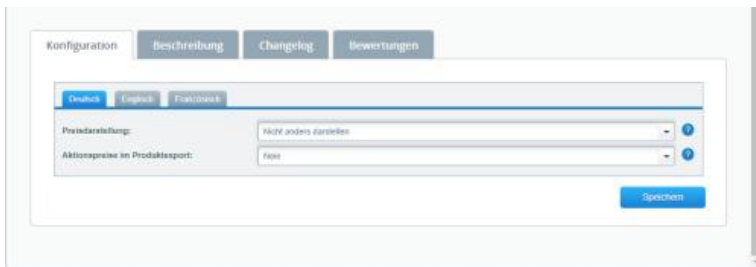 Konfiguration Beschreibung Changelog Bewertungen
Deutsch Englisch Französisch
Preisdarstellung: Nicht anders darstellen
Aktionspreise im Produktexport: Nein
Speichern